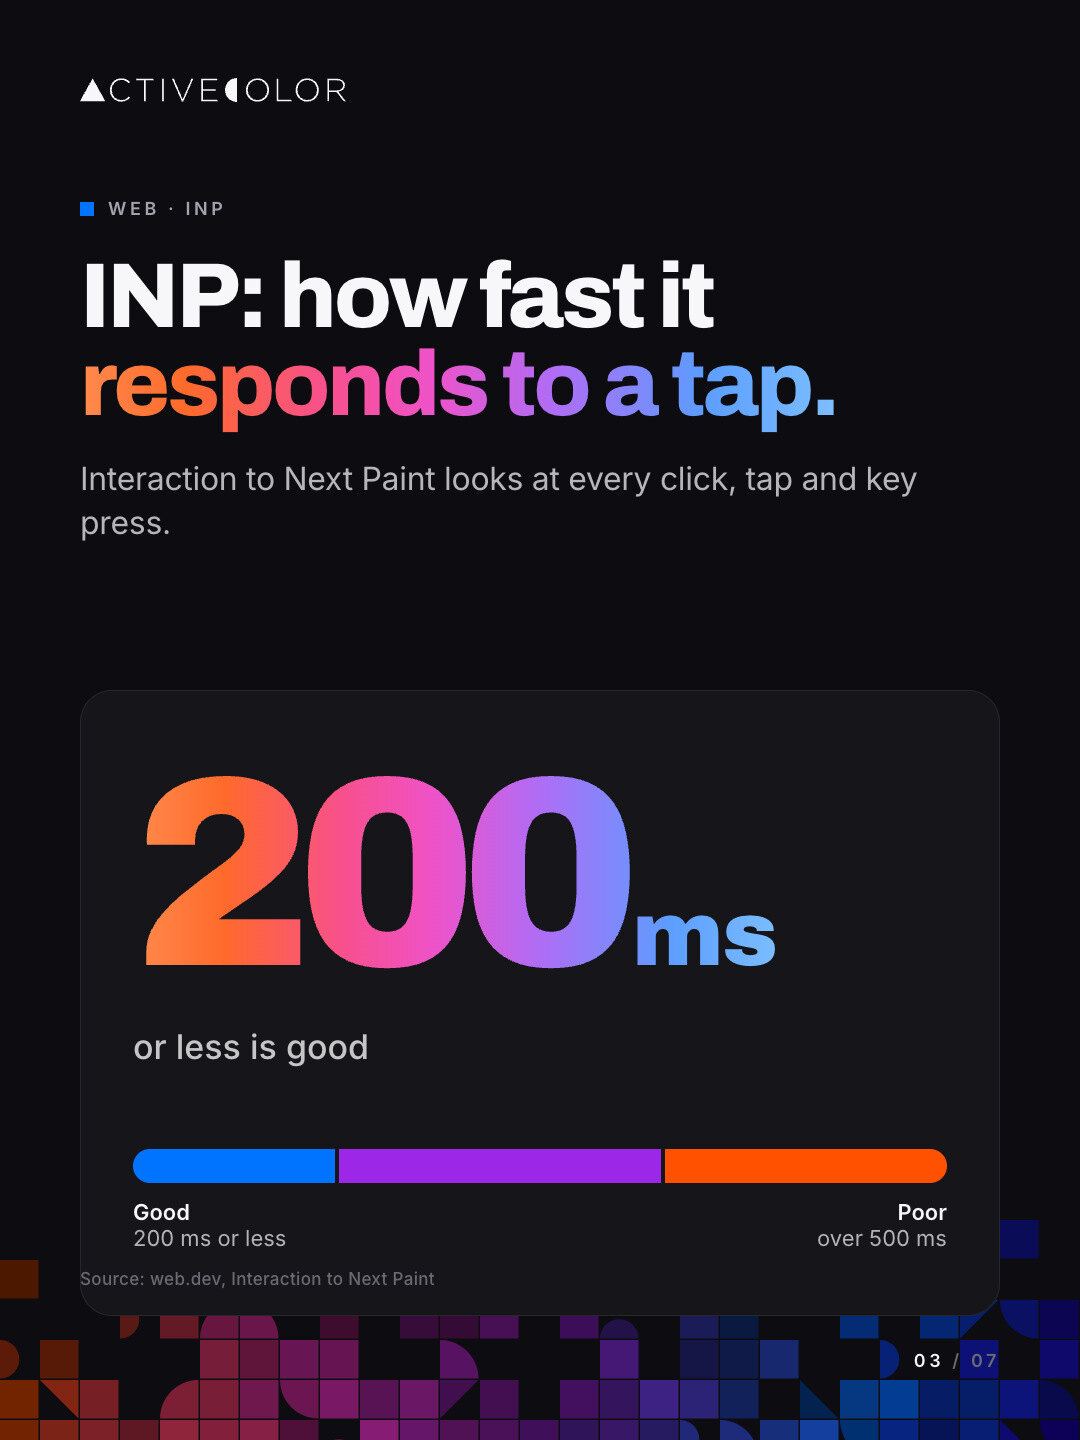 ACTIVECOLOR
WEB · INP
INP: how fast it
responds to a tap.
Interaction to Next Paint looks at every click, tap and key
press.
200ms
or less is good
Good
200 ms or less
Poor
over 500 ms
Source: web.dev, Interaction to Next Paint
03 / 07